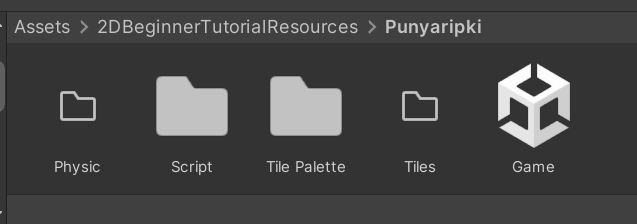 Assets > 2DBeginnerTutorialResources > Punyaripki
Physic Script Tile Palette Tiles Game